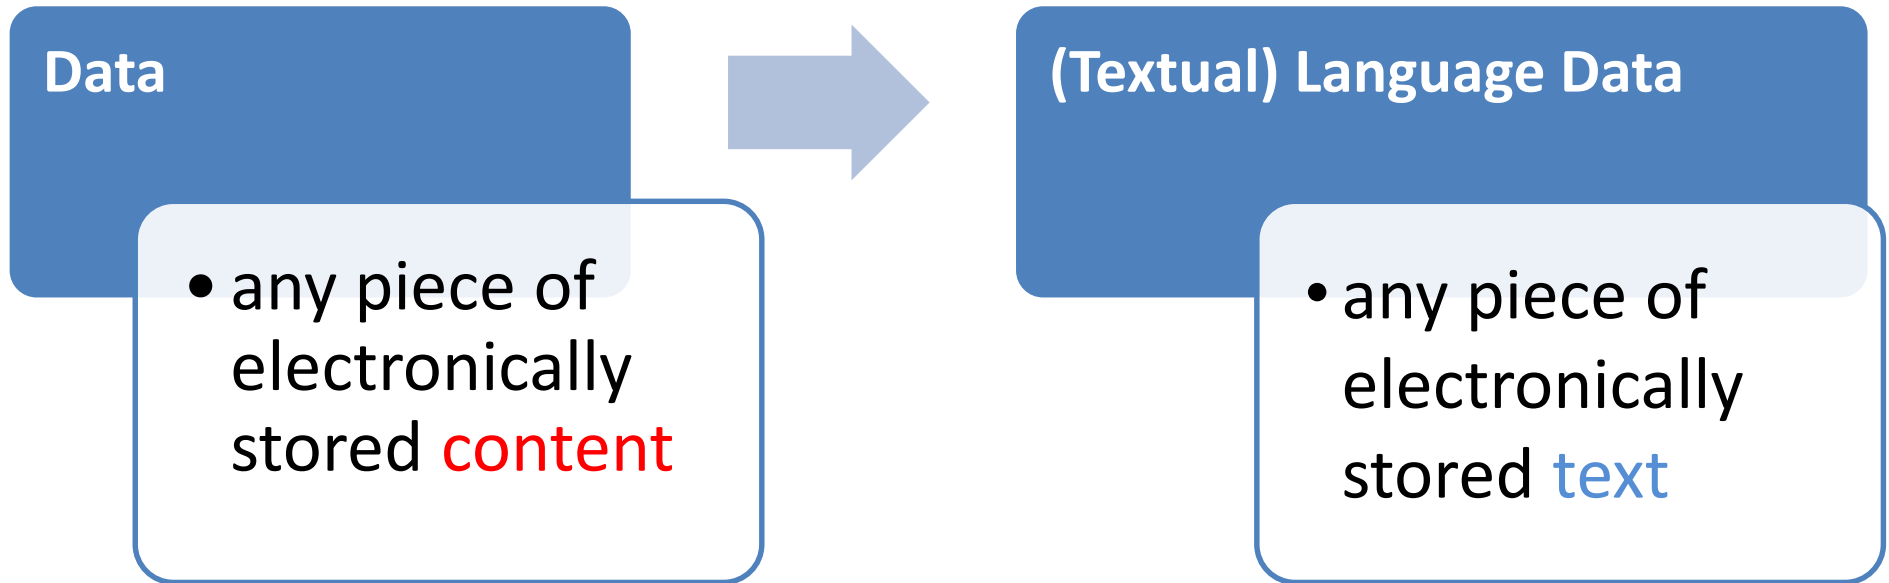 Data
• any piece of
electronically
stored content
(Textual) Language Data
• any piece of
electronically
stored text